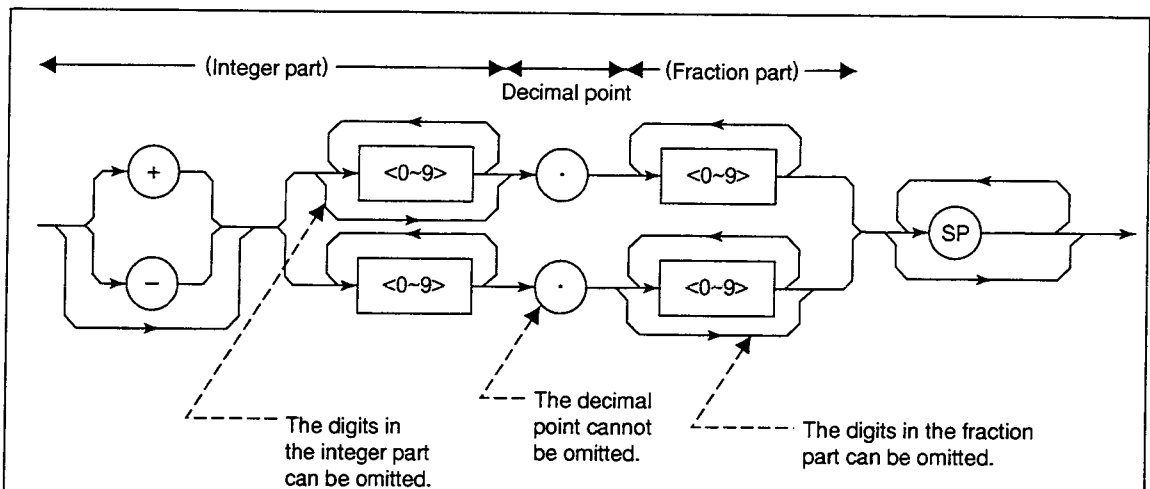 (Integer part)
(Fraction part)
Decimal point
+
<0~9>
.
<0~9>
SP
−
<0~9>
.
<0~9>
The digits in
the integer part
can be omitted.
The decimal
point cannot
be omitted.
The digits in the fraction
part can be omitted.